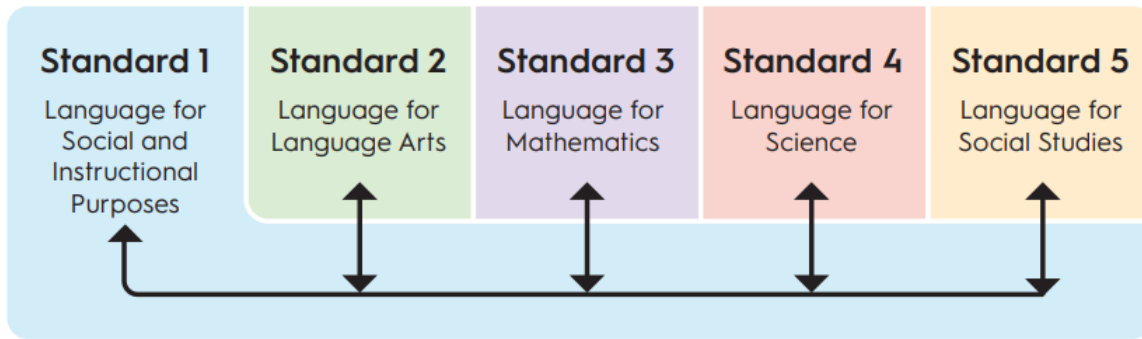 Standard 1
Language for
Social and
Instructional
Purposes
Standard 2
Language for
Language Arts
Standard 3
Language for
Mathematics
Standard 4
Language for
Science
Standard 5
Language for
Social Studies